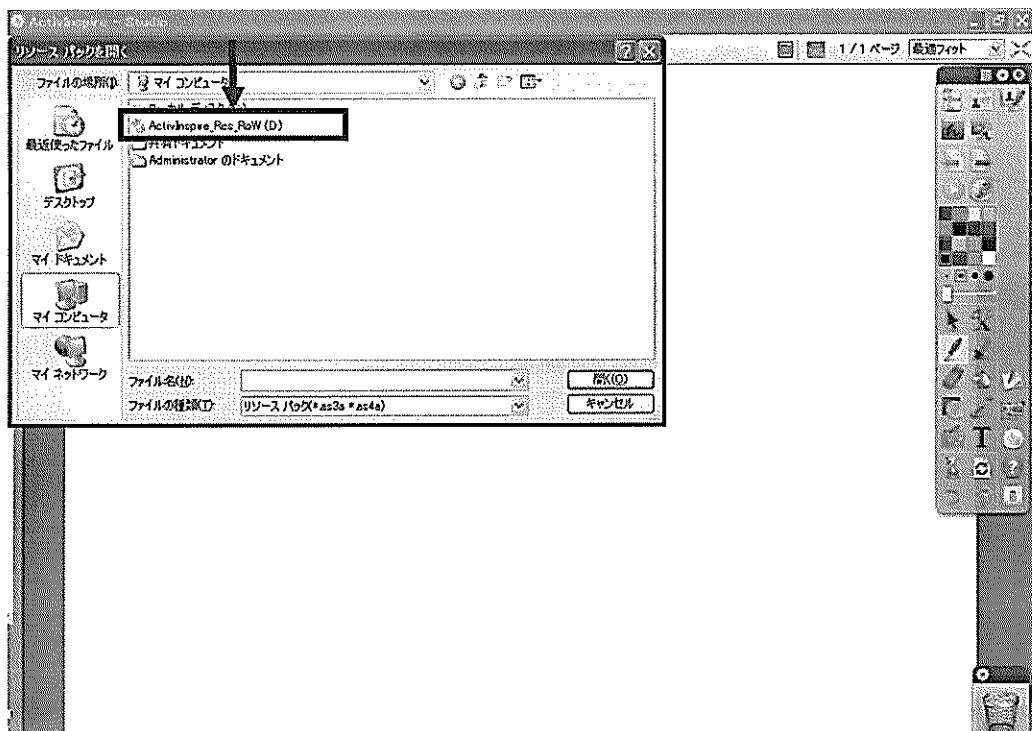 ActivInspire - Studio
リソース パックを開く
1 / 1 ページ
最適フィット
ファイルの場所(I):
マイ コンピュータ
ActivInspire_Res_RoW (D)
共有ドキュメント
Administrator のドキュメント
最近使ったファイル
デスクトップ
マイ ドキュメント
マイ コンピュータ
マイ ネットワーク
ファイル名(N):
開く(O)
ファイルの種類(T):
リソース パック(*.as3a *.as4a)
キャンセル